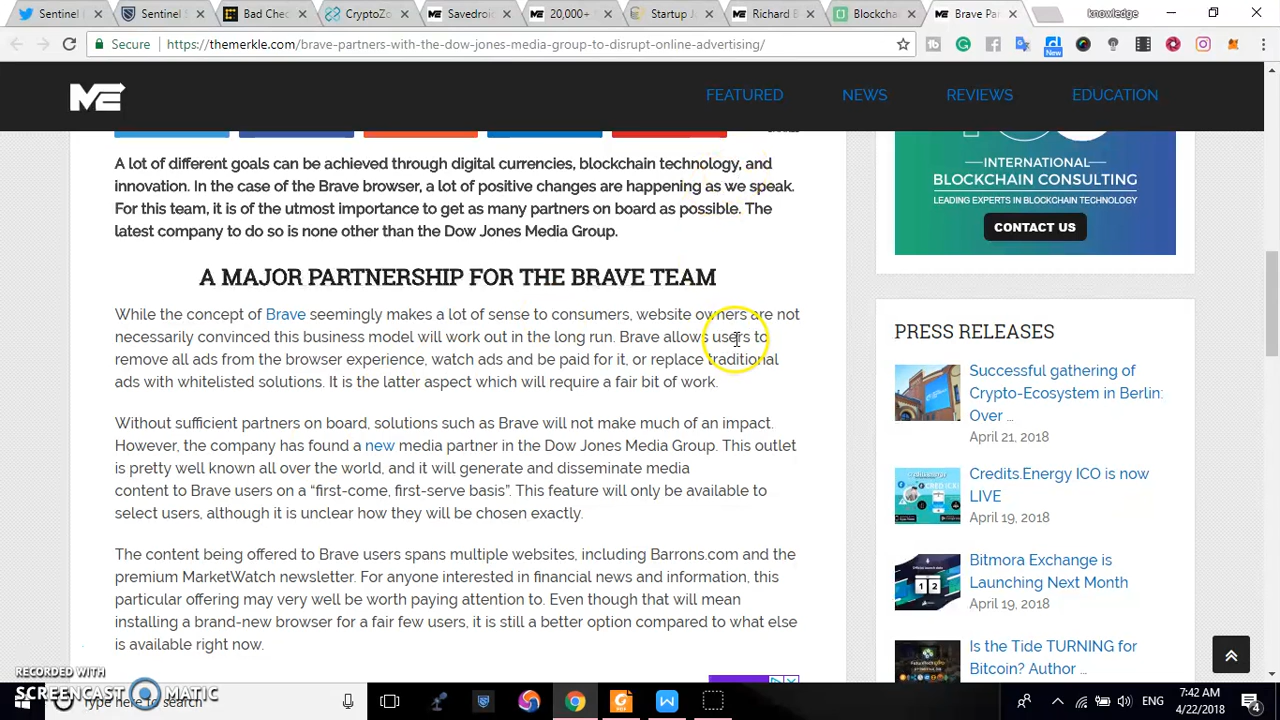 Sentinel
Sentinel S
Bad Chec
CryptoZo
Savedroi
20,000+
Startup Ju
Richard B
Blockchai
Brave Par
knowledge
Secure
https://themerkle.com/brave-partners-with-the-dow-jones-media-group-to-disrupt-online-advertising/
New
ME
FEATURED
NEWS
REVIEWS
EDUCATION
A lot of different goals can be achieved through digital currencies, blockchain technology, and
innovation. In the case of the Brave browser, a lot of positive changes are happening as we speak.
For this team, it is of the utmost importance to get as many partners on board as possible. The
latest company to do so is none other than the Dow Jones Media Group.
A MAJOR PARTNERSHIP FOR THE BRAVE TEAM
While the concept of Brave seemingly makes a lot of sense to consumers, website owners are not
necessarily convinced this business model will work out in the long run. Brave allows users to
remove all ads from the browser experience, watch ads and be paid for it, or replace traditional
ads with whitelisted solutions. It is the latter aspect which will require a fair bit of work.
Without sufficient partners on board, solutions such as Brave will not make much of an impact.
However, the company has found a new media partner in the Dow Jones Media Group. This outlet
is pretty well known all over the world, and it will generate and disseminate media
content to Brave users on a “first-come, first-serve basis”. This feature will only be available to
select users, although it is unclear how they will be chosen exactly.
The content being offered to Brave users spans multiple websites, including Barrons.com and the
premium MarketWatch newsletter. For anyone interested in financial news and information, this
particular offering may very well be worth paying attention to. Even though that will mean
installing a brand-new browser for a fair few users, it is still a better option compared to what else
is available right now.
INTERNATIONAL
BLOCKCHAIN CONSULTING
LEADING EXPERTS IN BLOCKCHAIN TECHNOLOGY
CONTACT US
PRESS RELEASES
Successful gathering of
Crypto-Ecosystem in Berlin:
Over ...
April 21, 2018
Credits.Energy ICO is now
LIVE
April 19, 2018
Bitmora Exchange is
Launching Next Month
April 19, 2018
Is the Tide TURNING for
Bitcoin? Author ...
RECORDED WITH
SCREENCAST MATIC
Type here to search
ENG
7:42 AM
4/22/2018
4